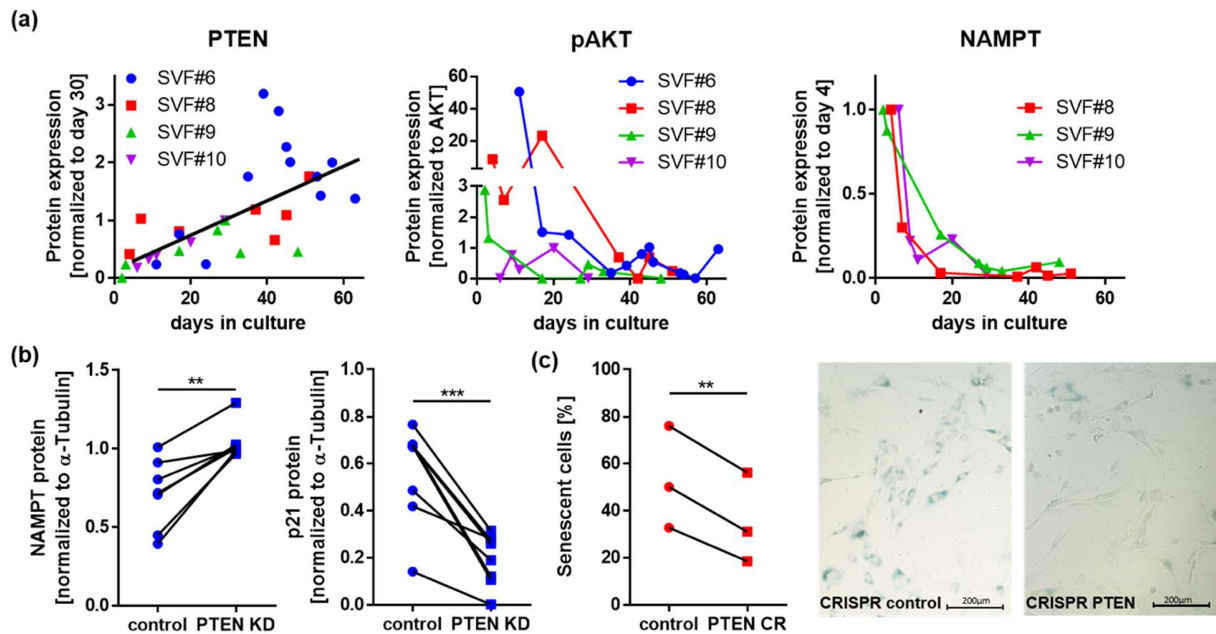 (a)
PTEN
Protein expression
[normalized to day 30]
3
2
1
0
SVF#6
SVF#8
SVF#9
SVF#10
0
20
40
60
days in culture
pAKT
Protein expression
[normalized to AKT]
60
40
20
3
2
1
0
SVF#6
SVF#8
SVF#9
SVF#10
0
20
40
60
days in culture
NAMPT
Protein expression
[normalized to day 4]
1.0
0.5
0.0
SVF#8
SVF#9
SVF#10
0
20
40
60
days in culture
(b)
NAMPT protein
[normalized to α-Tubulin]
1.5
1.0
0.5
0.0
**
control PTEN KD
p21 protein
[normalized to α-Tubulin]
1.0
0.8
0.6
0.4
0.2
0.0
***
control PTEN KD
(c)
Senescent cells [%]
100
80
60
40
20
0
**
control PTEN CR
CRISPR control
200µm
CRISPR PTEN
200µm